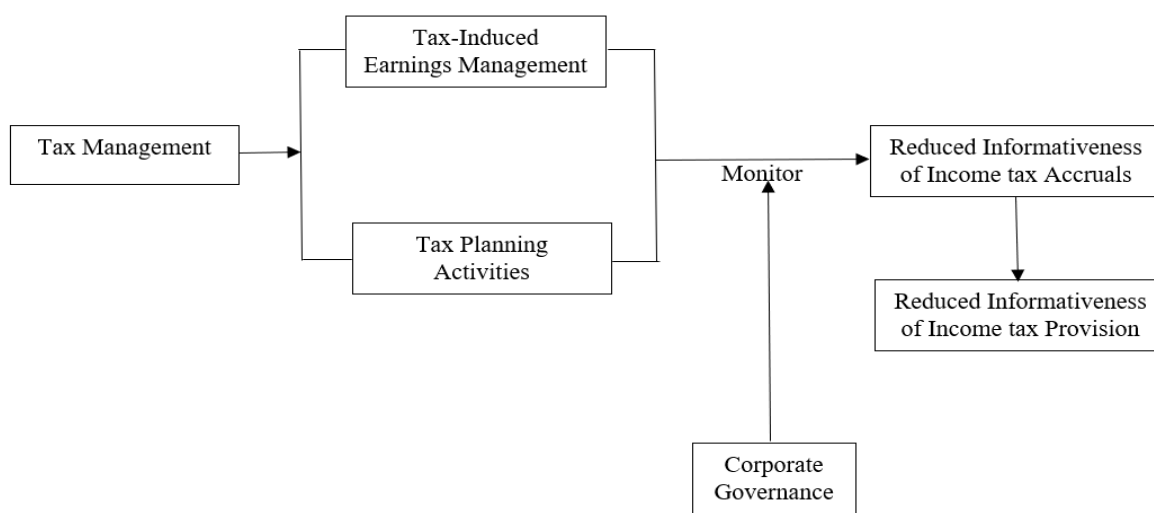 Tax-Induced
Earnings Management
Tax Management
Tax Planning
Activities
Monitor
Reduced Informativeness
of Income tax Accruals
Reduced Informativeness
of Income tax Provision
Corporate
Governance